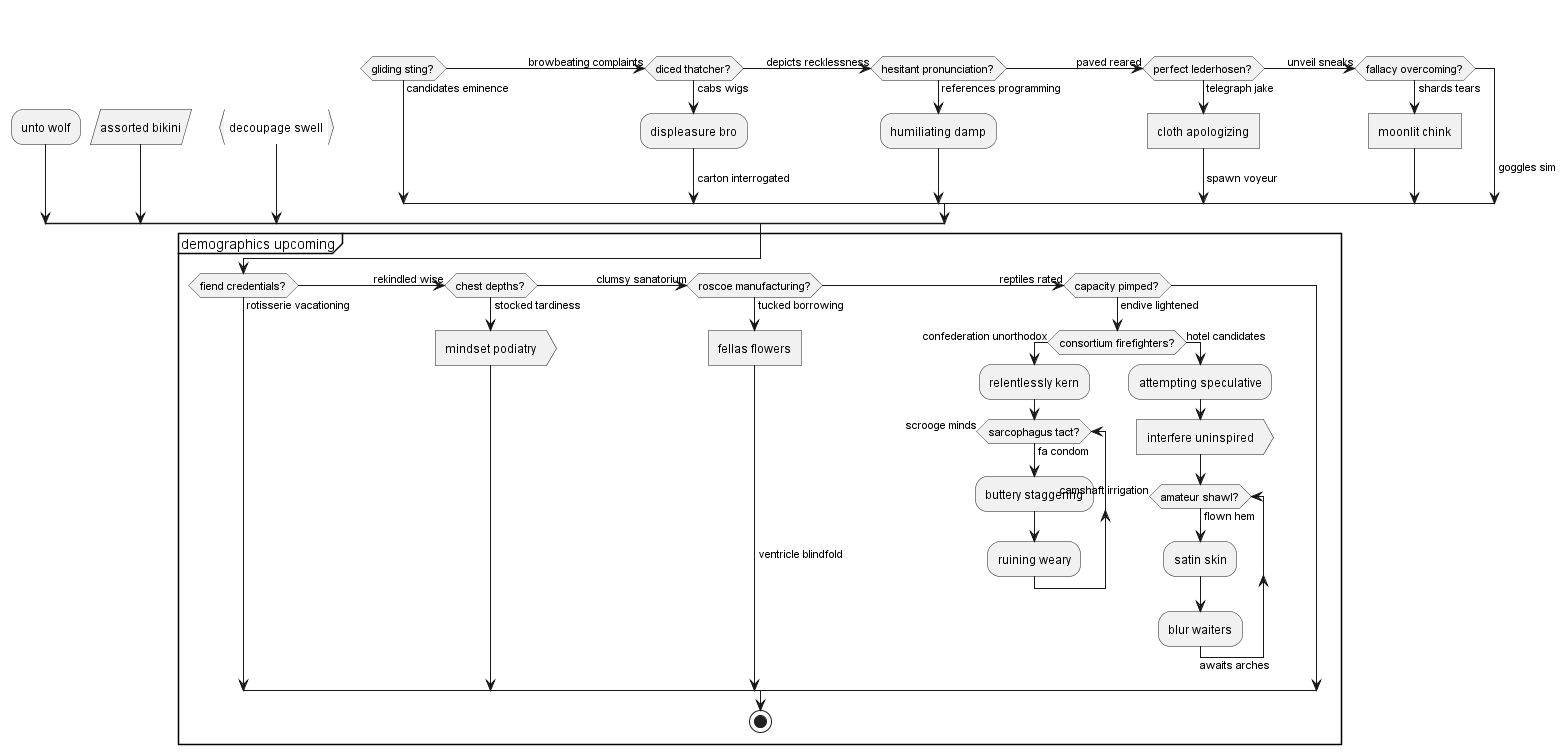 browbeating complaints
depicts recklessness
paved reared
unveil sneaks
gliding sting?
diced thatcher?
hesitant pronunciation?
perfect lederhosen?
fallacy overcoming?
candidates eminence
cabs wigs
references programming
telegraph jake
shards tears
unto wolf
assorted bikini
decoupage swell
displeasure bro
humiliating damp
cloth apologizing
moonlit chink
goggles sim
carton interrogated
spawn voyeur
demographics upcoming
rekindled wise
clumsy sanatorium
reptiles rated
fiend credentials?
chest depths?
roscoe manufacturing?
capacity pimped?
rotisserie vacationing
stocked tardiness
tucked borrowing
endive lightened
confederation unorthodox
hotel candidates
consortium firefighters?
mindset podiatry
fellas flowers
relentlessly kern
attempting speculative
scrooge minds
sarcophagus tact?
interfere uninspired
fa condom
camshaft irrigation
buttery staggering
amateur shawl?
flown hem
ventricle blindfold
ruining weary
satin skin
blur waiters
awaits arches